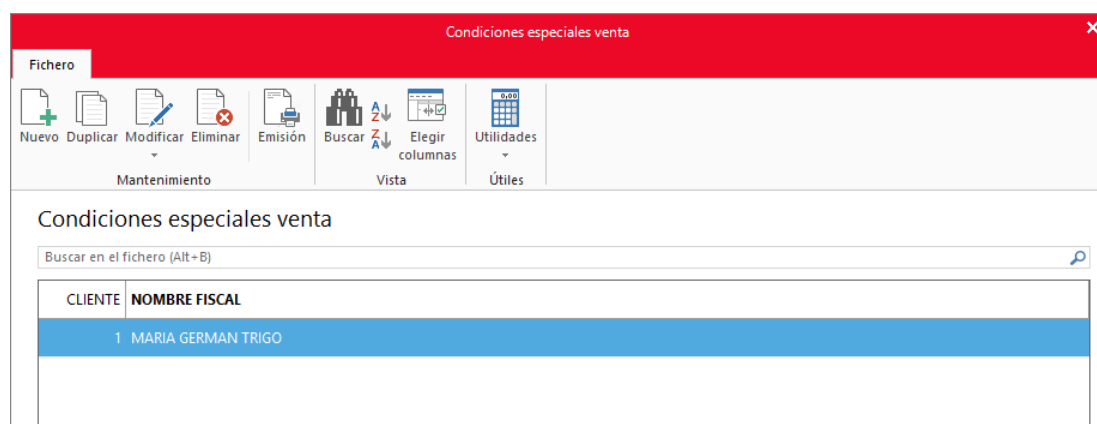 Condiciones especiales venta
Fichero
Nuevo Duplicar Modificar Eliminar Emisión Buscar Elegir columnas Utilidades
Mantenimiento Vista Útiles
Condiciones especiales venta
Buscar en el fichero (Alt+B)
CLIENTE NOMBRE FISCAL
1 MARIA GERMAN TRIGO